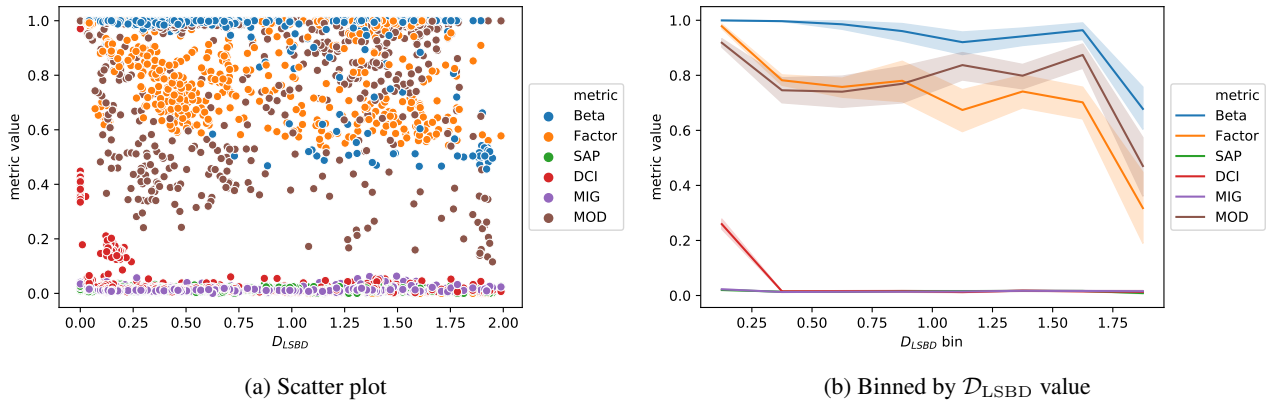 1.0
0.8
0.6
0.4
0.2
0.0
metric value
0.00 0.25 0.50 0.75 1.00 1.25 1.50 1.75 2.00
D_LSBD
metric
Beta
Factor
SAP
DCI
MIG
MOD
(a) Scatter plot
1.0
0.8
0.6
0.4
0.2
0.0
metric value
0.25 0.50 0.75 1.00 1.25 1.50 1.75
D_LSBD bin
metric
Beta
Factor
SAP
DCI
MIG
MOD
(b) Binned by 𝒟_LSBD value